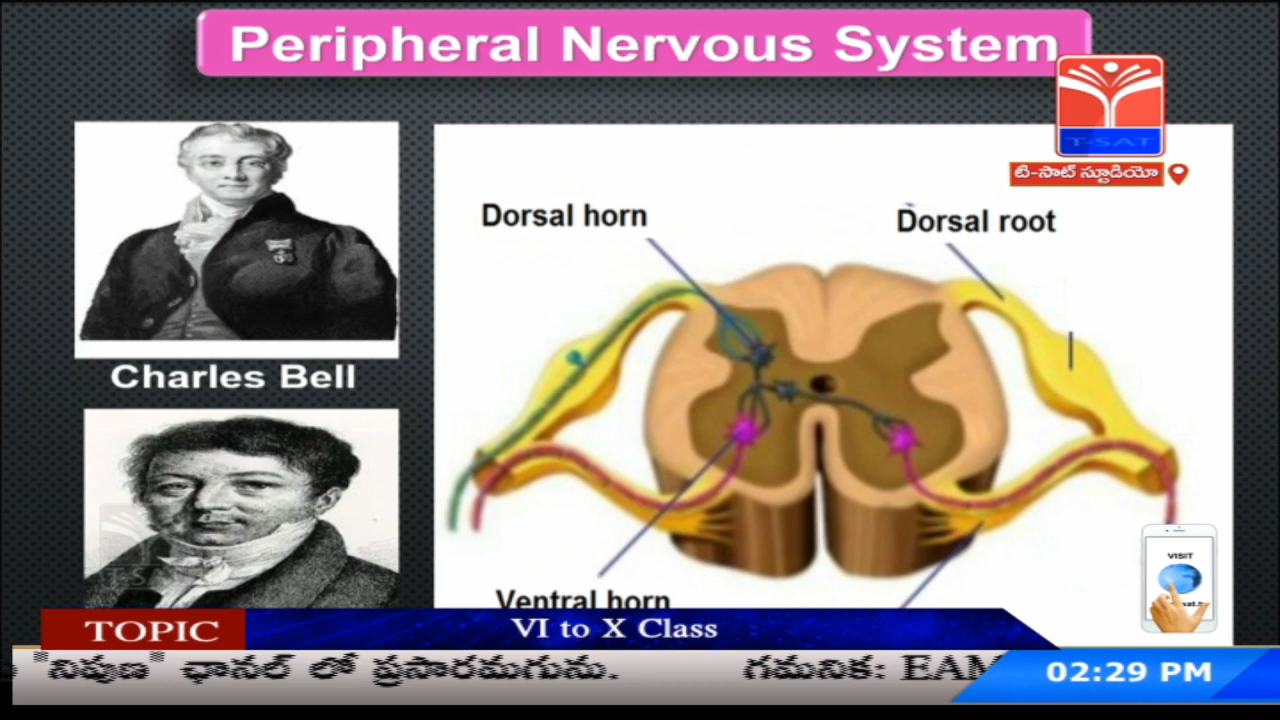 Peripheral Nervous System
T-SAT
టి-సాట్ స్టూడియో
Dorsal horn
Dorsal root
Charles Bell
Ventral horn
VISIT
TOPIC
VI to X Class
"నిపుణ" ఛానల్ లో ప్రసారమగును. గమనిక: EAM
02:29 PM